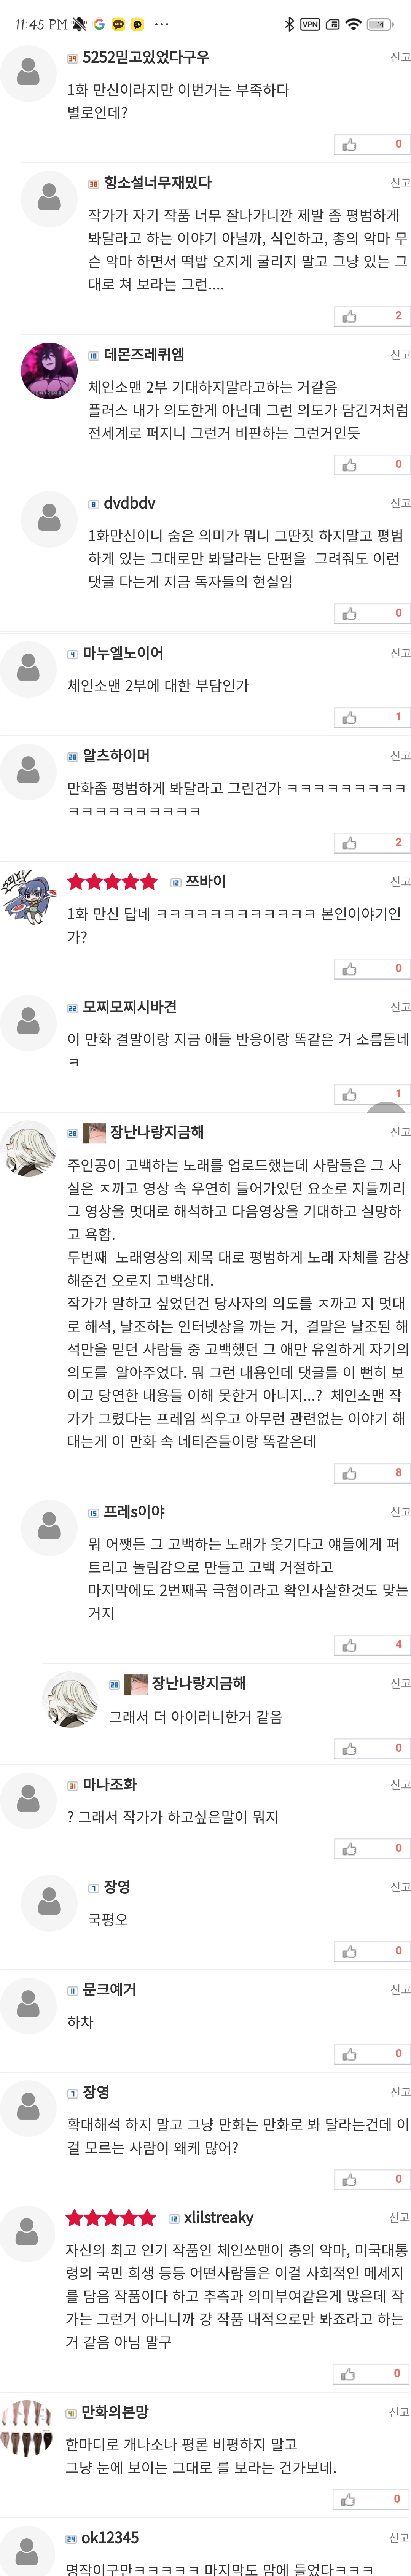 11:45 PM
VPN
74
39 5252믿고있었다구우
신고
1화 만신이라지만 이번거는 부족하다
별로인데?
0
38 힝소설너무재밌다
신고
작가가 자기 작품 너무 잘나가니깐 제발 좀 평범하게
봐달라고 하는 이야기 아닐까, 식인하고, 총의 악마 무
슨 악마 하면서 떡밥 오지게 굴리지 말고 그냥 있는 그
대로 쳐 보라는 그런....
2
18 데몬즈레퀴엠
신고
체인소맨 2부 기대하지말라고하는 거같음
플러스 내가 의도한게 아닌데 그런 의도가 담긴거처럼
전세계로 퍼지니 그런거 비판하는 그런거인듯
0
8 dvdbdv
신고
1화만신이니 숨은 의미가 뭐니 그딴짓 하지말고 평범
하게 있는 그대로만 봐달라는 단편을 그려줘도 이런
댓글 다는게 지금 독자들의 현실임
0
4 마누엘노이어
신고
체인소맨 2부에 대한 부담인가
1
28 알츠하이머
신고
만화좀 평범하게 봐달라고 그린건가 ㅋㅋㅋㅋㅋㅋㅋㅋㅋ
ㅋㅋㅋㅋㅋㅋㅋㅋㅋㅋ
2
12 쯔바이
신고
1화 만신 답네 ㅋㅋㅋㅋㅋㅋㅋㅋㅋㅋㅋㅋ 본인이야기인
가?
0
22 모찌모찌시바견
신고
이 만화 결말이랑 지금 애들 반응이랑 똑같은 거 소름돋네
ㅋ
1
28 장난나랑지금해
신고
주인공이 고백하는 노래를 업로드했는데 사람들은 그 사
실은 ㅈ까고 영상 속 우연히 들어가있던 요소로 지들끼리
그 영상을 멋대로 해석하고 다음영상을 기대하고 실망하
고 욕함.
두번째 노래영상의 제목 대로 평범하게 노래 자체를 감상
해준건 오로지 고백상대.
작가가 말하고 싶었던건 당사자의 의도를 ㅈ까고 지 멋대
로 해석, 날조하는 인터넷상을 까는 거, 결말은 날조된 해
석만을 믿던 사람들 중 고백했던 그 애만 유일하게 자기의
의도를 알아주었다. 뭐 그런 내용인데 댓글들 이 뻔히 보
이고 당연한 내용들 이해 못한거 아니지...? 체인소맨 작
가가 그렸다는 프레임 씌우고 아무런 관련없는 이야기 해
대는게 이 만화 속 네티즌들이랑 똑같은데
8
15 프레s이야
신고
뭐 어쨋든 그 고백하는 노래가 웃기다고 얘들에게 퍼
트리고 놀림감으로 만들고 고백 거절하고
마지막에도 2번째곡 극혐이라고 확인사살한것도 맞는
거지
4
28 장난나랑지금해
신고
그래서 더 아이러니한거 같음
0
31 마나조화
신고
? 그래서 작가가 하고싶은말이 뭐지
0
7 장영
신고
국평오
0
11 문크예거
신고
하차
0
7 장영
신고
확대해석 하지 말고 그냥 만화는 만화로 봐 달라는건데 이
걸 모르는 사람이 왜케 많어?
0
12 xlilstreaky
신고
자신의 최고 인기 작품인 체인쏘맨이 총의 악마, 미국대통
령의 국민 희생 등등 어떤사람들은 이걸 사회적인 메세지
를 담음 작품이다 하고 추측과 의미부여같은게 많은데 작
가는 그런거 아니니까 걍 작품 내적으로만 봐죠라고 하는
거 같음 아님 말구
0
41 만화의본망
신고
한마디로 개나소나 평론 비평하지 말고
그냥 눈에 보이는 그대로 를 보라는 건가보네.
0
24 ok12345
신고
명작이구만ㅋㅋㅋㅋㅋ 마지막도 맘에 들었다ㅋㅋㅋ